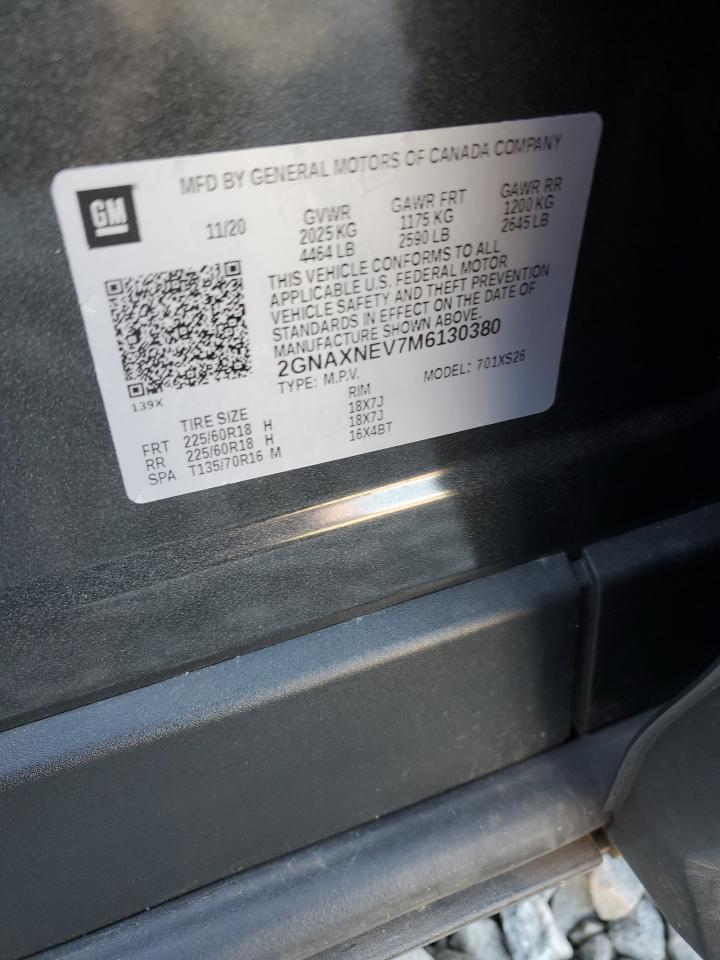 GM
MFD BY GENERAL MOTORS OF CANADA COMPANY
11/20
GVWR
2025 KG
4464 LB
GAWR FRT
1175 KG
2590 LB
GAWR RR
1200 KG
2645 LB
THIS VEHICLE CONFORMS TO ALL
APPLICABLE U.S. FEDERAL MOTOR
VEHICLE SAFETY AND THEFT PREVENTION
STANDARDS IN EFFECT ON THE DATE OF
MANUFACTURE SHOWN ABOVE.
2GNAXNEV7M6130380
TYPE: M.P.V. MODEL: 701XS26
139X
TIRE SIZE RIM
FRT 225/60R18 H 18X7J
RR 225/60R18 H 18X7J
SPA T135/70R16 M 16X4BT